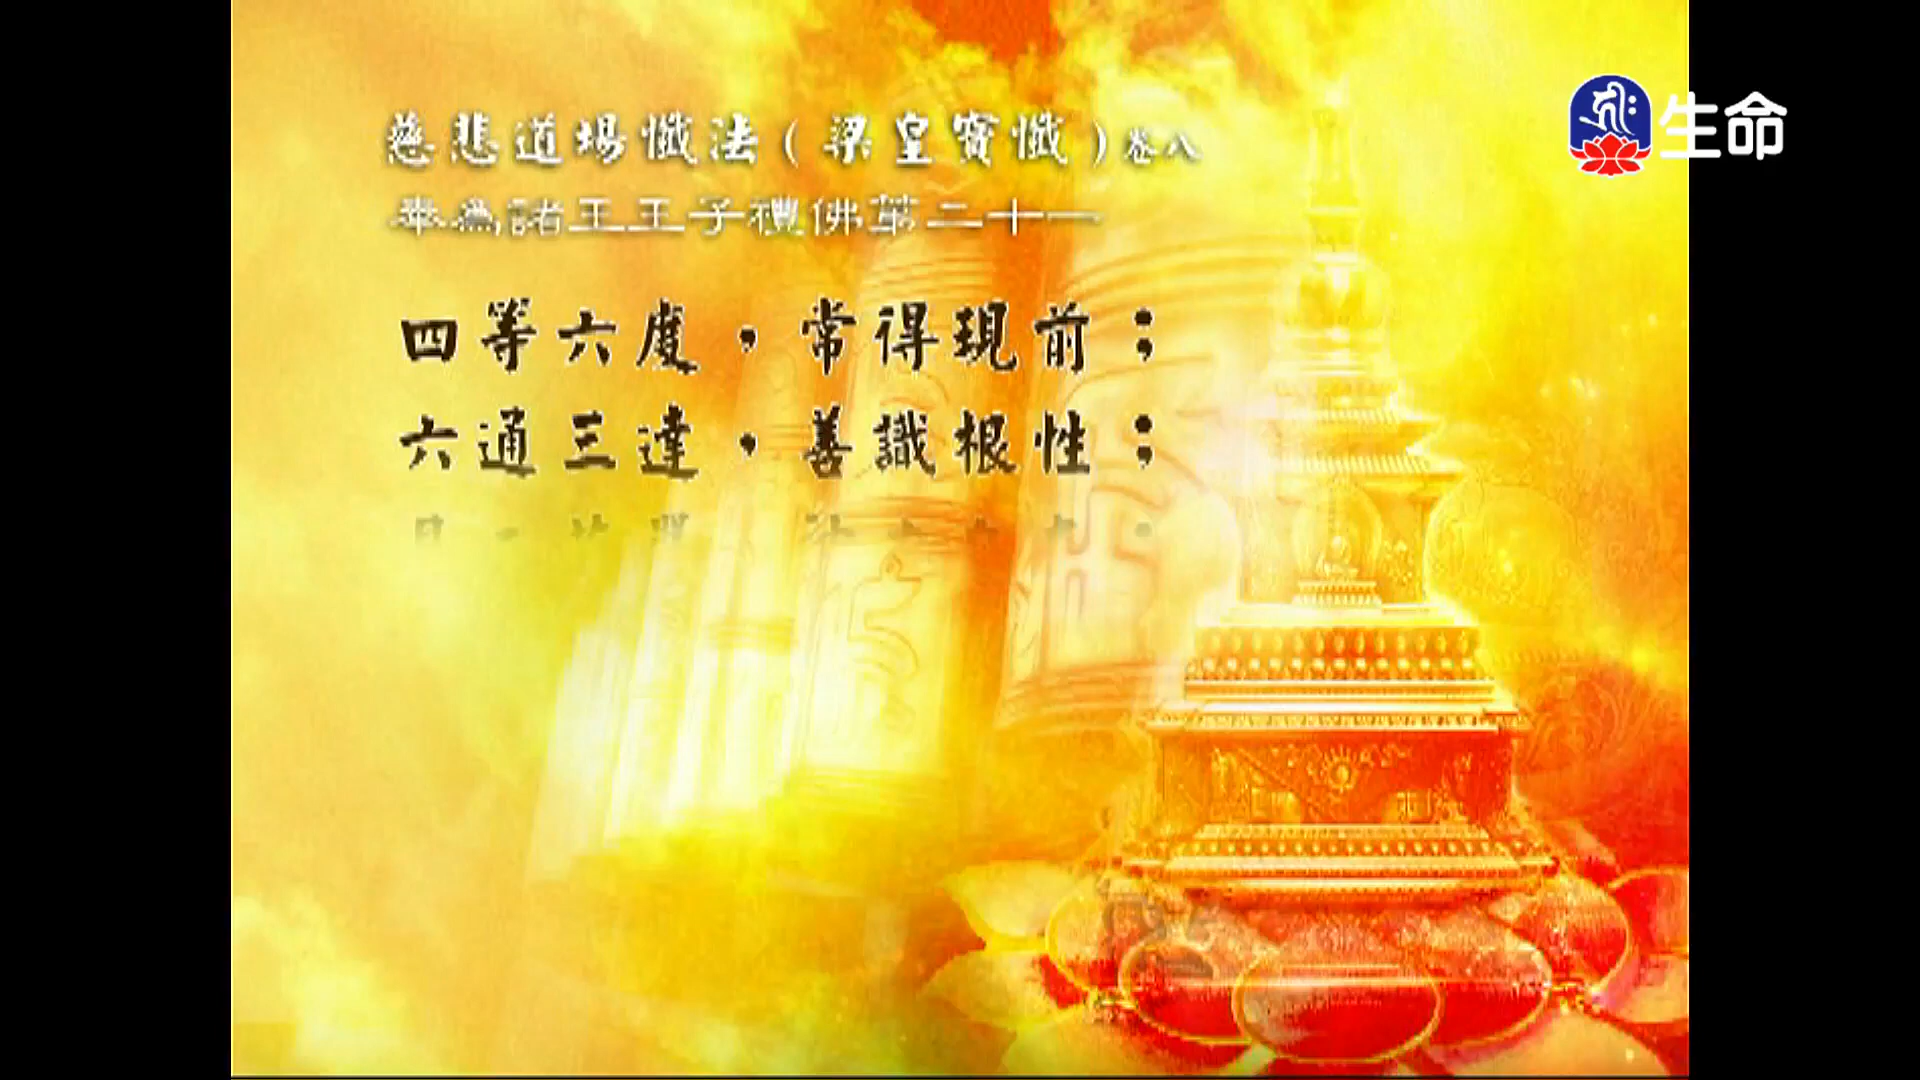 慈悲道場懺法(梁皇寶懺)卷八
生命
奉為諸王王子禮佛第二十一
四等六度，常得現前；
六通三達，善識根性；